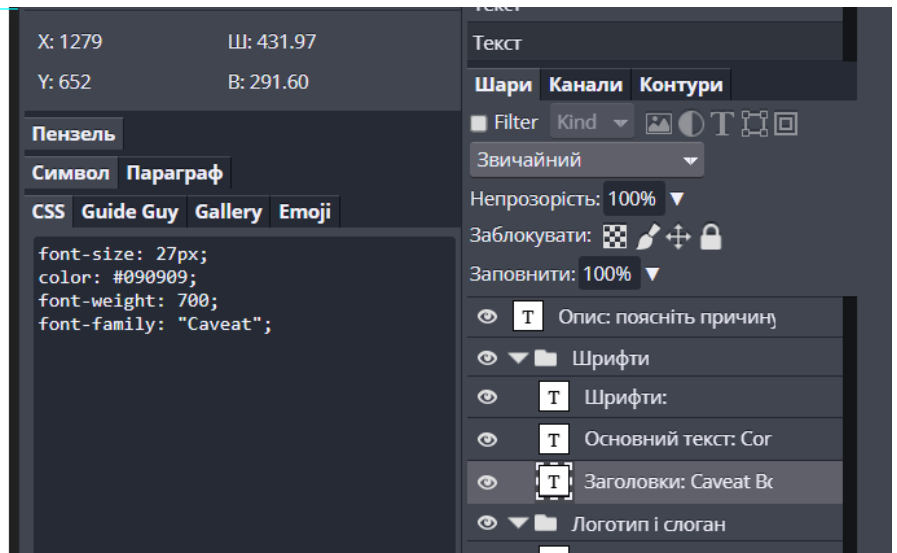 X: 1279
Ш: 431.97
Y: 652
В: 291.60
Пензель
Символ Параграф
CSS Guide Guy Gallery Emoji
font-size: 27px;
color: #090909;
font-weight: 700;
font-family: "Caveat";
Текст
Шари Канали Контури
Filter Kind
Звичайний
Непрозорість: 100%
Заблокувати:
Заповнити: 100%
T Опис: поясніть причину
Шрифти
T Шрифти:
T Основний текст: Cor
T Заголовки: Caveat Bo
Логотип і слоган